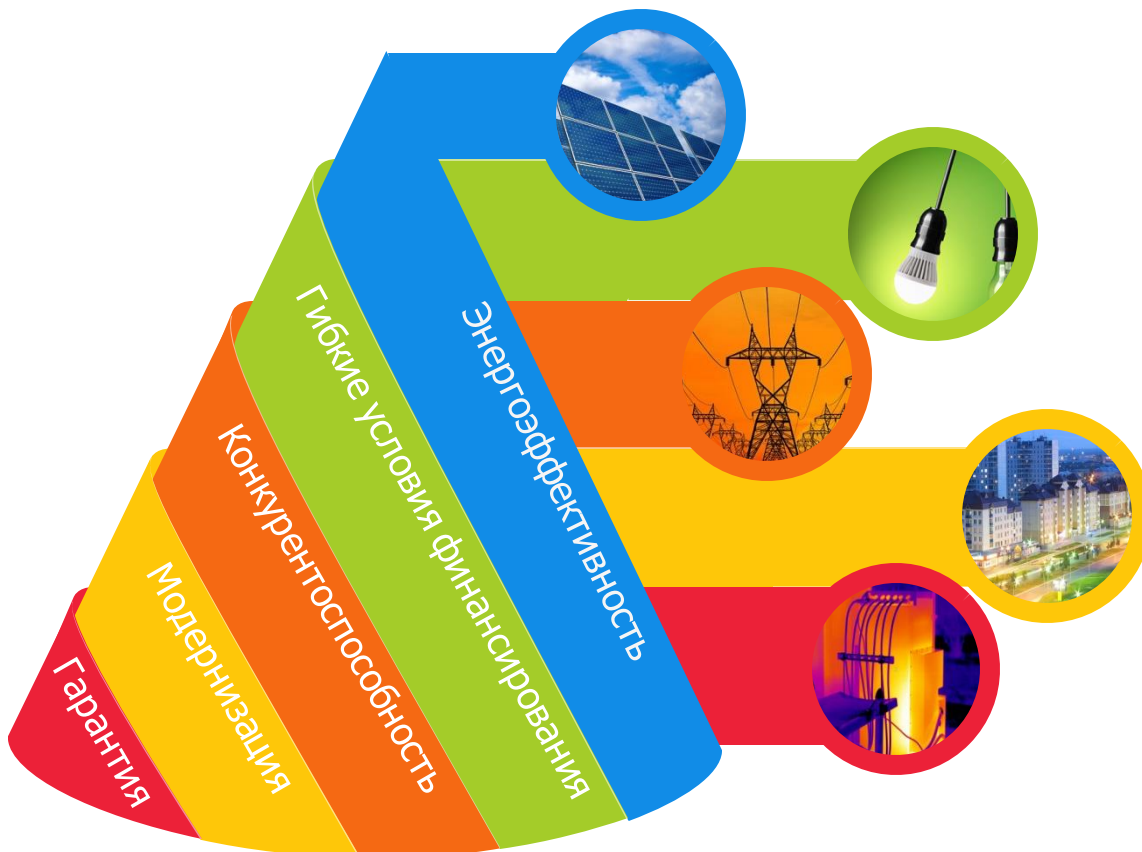 Энергоэффективность
Гибкие условия финансирования
Конкурентоспособность
Модернизация
Гарантия